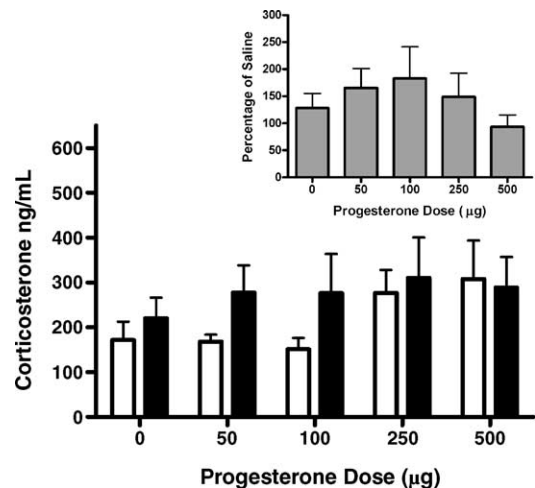 300
250
200
150
100
50
0
Percentage of Saline
0 50 100 250 500
Progesterone Dose (μg)
600
500
400
300
200
100
0
Corticosterone ng/mL
0 50 100 250 500
Progesterone Dose (μg)